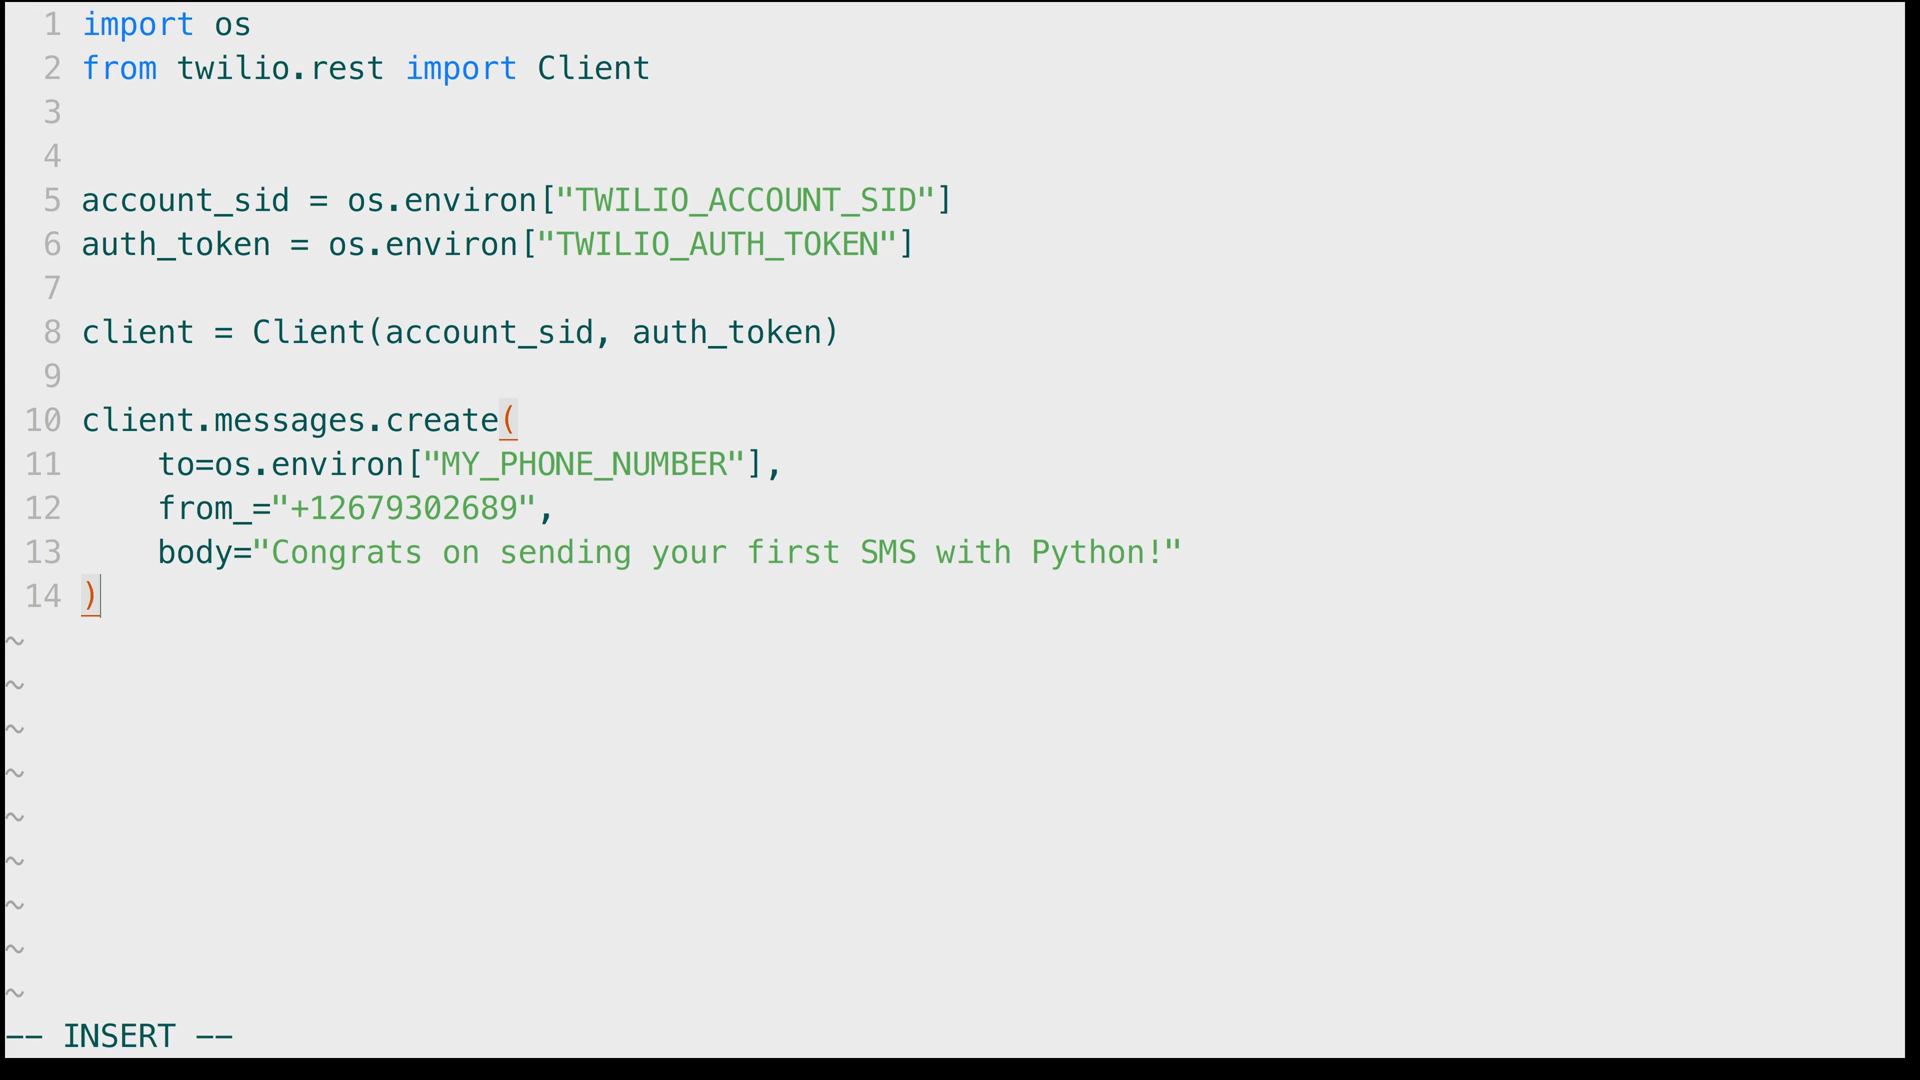 1 import os
2 from twilio.rest import Client
3
4
5 account_sid = os.environ["TWILIO_ACCOUNT_SID"]
6 auth_token = os.environ["TWILIO_AUTH_TOKEN"]
7
8 client = Client(account_sid, auth_token)
9
10 client.messages.create(
11     to=os.environ["MY_PHONE_NUMBER"],
12     from_="+12679302689",
13     body="Congrats on sending your first SMS with Python!"
14 )
~
~
~
~
~
~
~
~
~
-- INSERT --